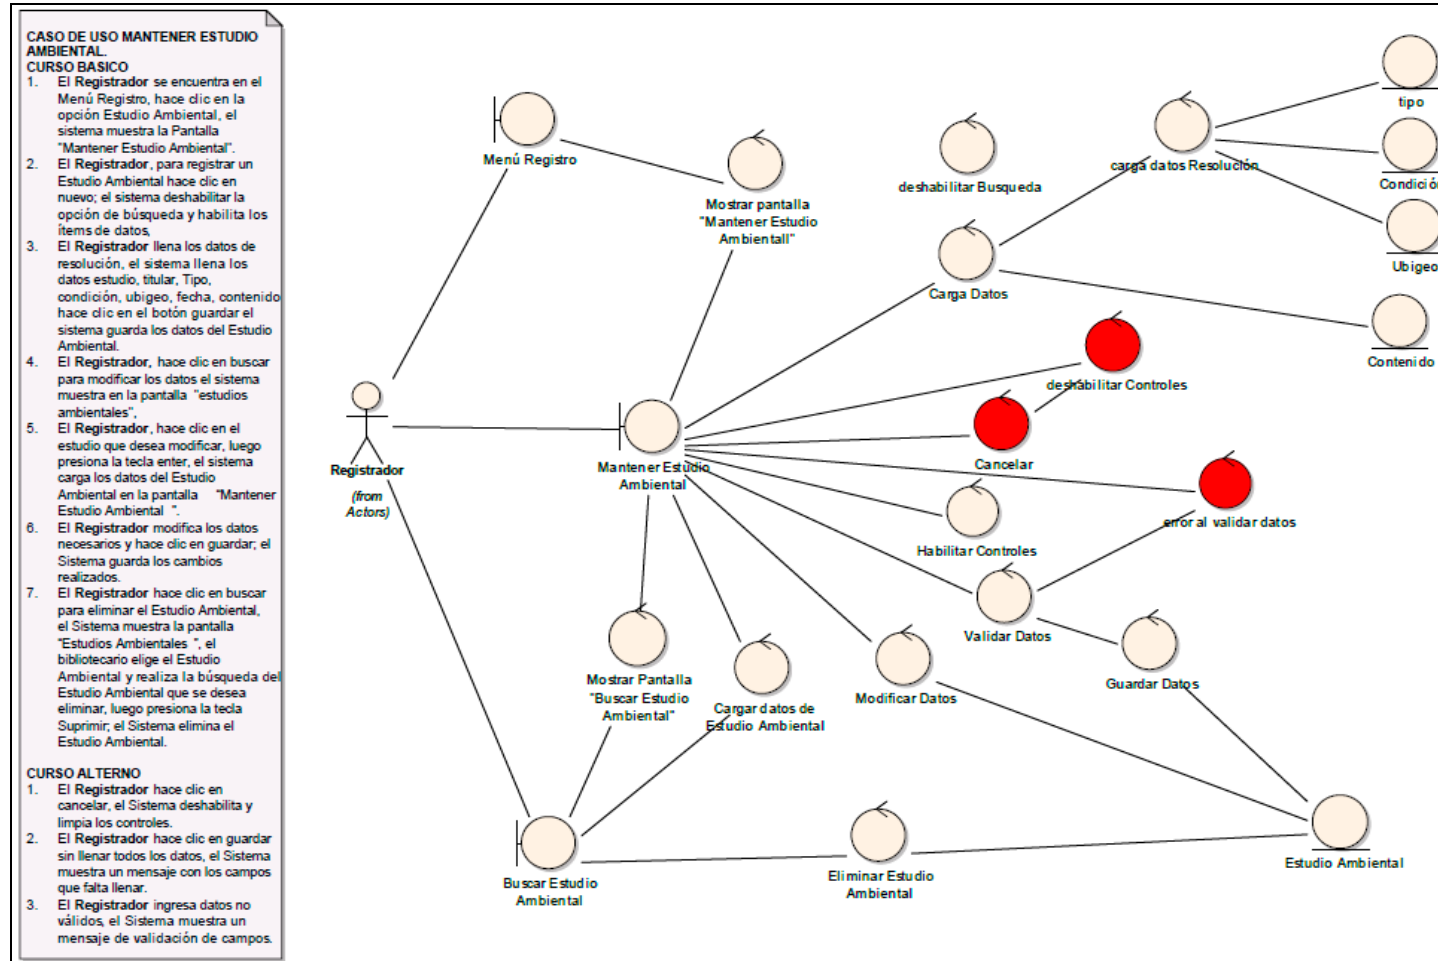 CASO DE USO MANTENER ESTUDIO
AMBIENTAL.
CURSO BASICO
1. El Registrador se encuentra en el
Menú Registro, hace clic en la
opción Estudio Ambiental, el
sistema muestra la Pantalla
"Mantener Estudio Ambiental".
2. El Registrador, para registrar un
Estudio Ambiental hace clic en
nuevo; el sistema deshabilitar la
opción de búsqueda y habilita los
ítems de datos,
3. El Registrador llena los datos de
resolución, el sistema llena los
datos estudio, titular, Tipo,
condición, ubigeo, fecha, contenido
hace clic en el botón guardar el
sistema guarda los datos del Estudio
Ambiental.
4. El Registrador, hace clic en buscar
para modificar los datos el sistema
muestra en la pantalla "estudios
ambientales",
5. El Registrador, hace clic en el
estudio que desea modificar, luego
presiona la tecla enter, el sistema
carga los datos del Estudio
Ambiental en la pantalla "Mantener
Estudio Ambiental ".
6. El Registrador modifica los datos
necesarios y hace clic en guardar; el
Sistema guarda los cambios
realizados.
7. El Registrador hace clic en buscar
para eliminar el Estudio Ambiental,
el Sistema muestra la pantalla
"Estudios Ambientales ", el
bibliotecario elige el Estudio
Ambiental y realiza la búsqueda del
Estudio Ambiental que se desea
eliminar, luego presiona la tecla
Suprimir; el Sistema elimina el
Estudio Ambiental.
CURSO ALTERNO
1. El Registrador hace clic en
cancelar, el Sistema deshabilita y
limpia los controles.
2. El Registrador hace clic en guardar
sin llenar todos los datos, el Sistema
muestra un mensaje con los campos
que falta llenar.
3. El Registrador ingresa datos no
válidos, el Sistema muestra un
mensaje de validación de campos.
Menú Registro
Mostrar pantalla
"Mantener Estudio
Ambientall"
deshabilitar Busqueda
carga datos Resolución
tipo
Condición
Ubigeo
Carga Datos
Contenido
deshabilitar Controles
Registrador
(from
Actors)
Mantener Estudio
Ambiental
Cancelar
error al validar datos
Habilitar Controles
Validar Datos
Mostrar Pantalla
"Buscar Estudio
Ambiental"
Cargar datos de
Estudio Ambiental
Modificar Datos
Guardar Datos
Buscar Estudio
Ambiental
Eliminar Estudio
Ambiental
Estudio Ambiental